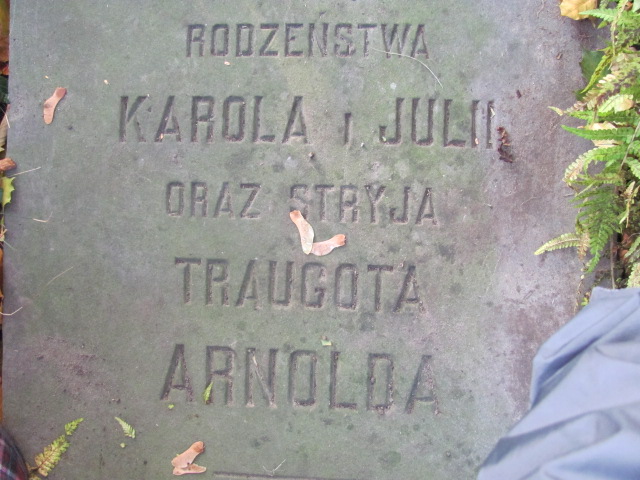 RODZEŃSTWA
KAROLA i JULII
ORAZ STRYJA
TRAUGOTA
ARNOLDA